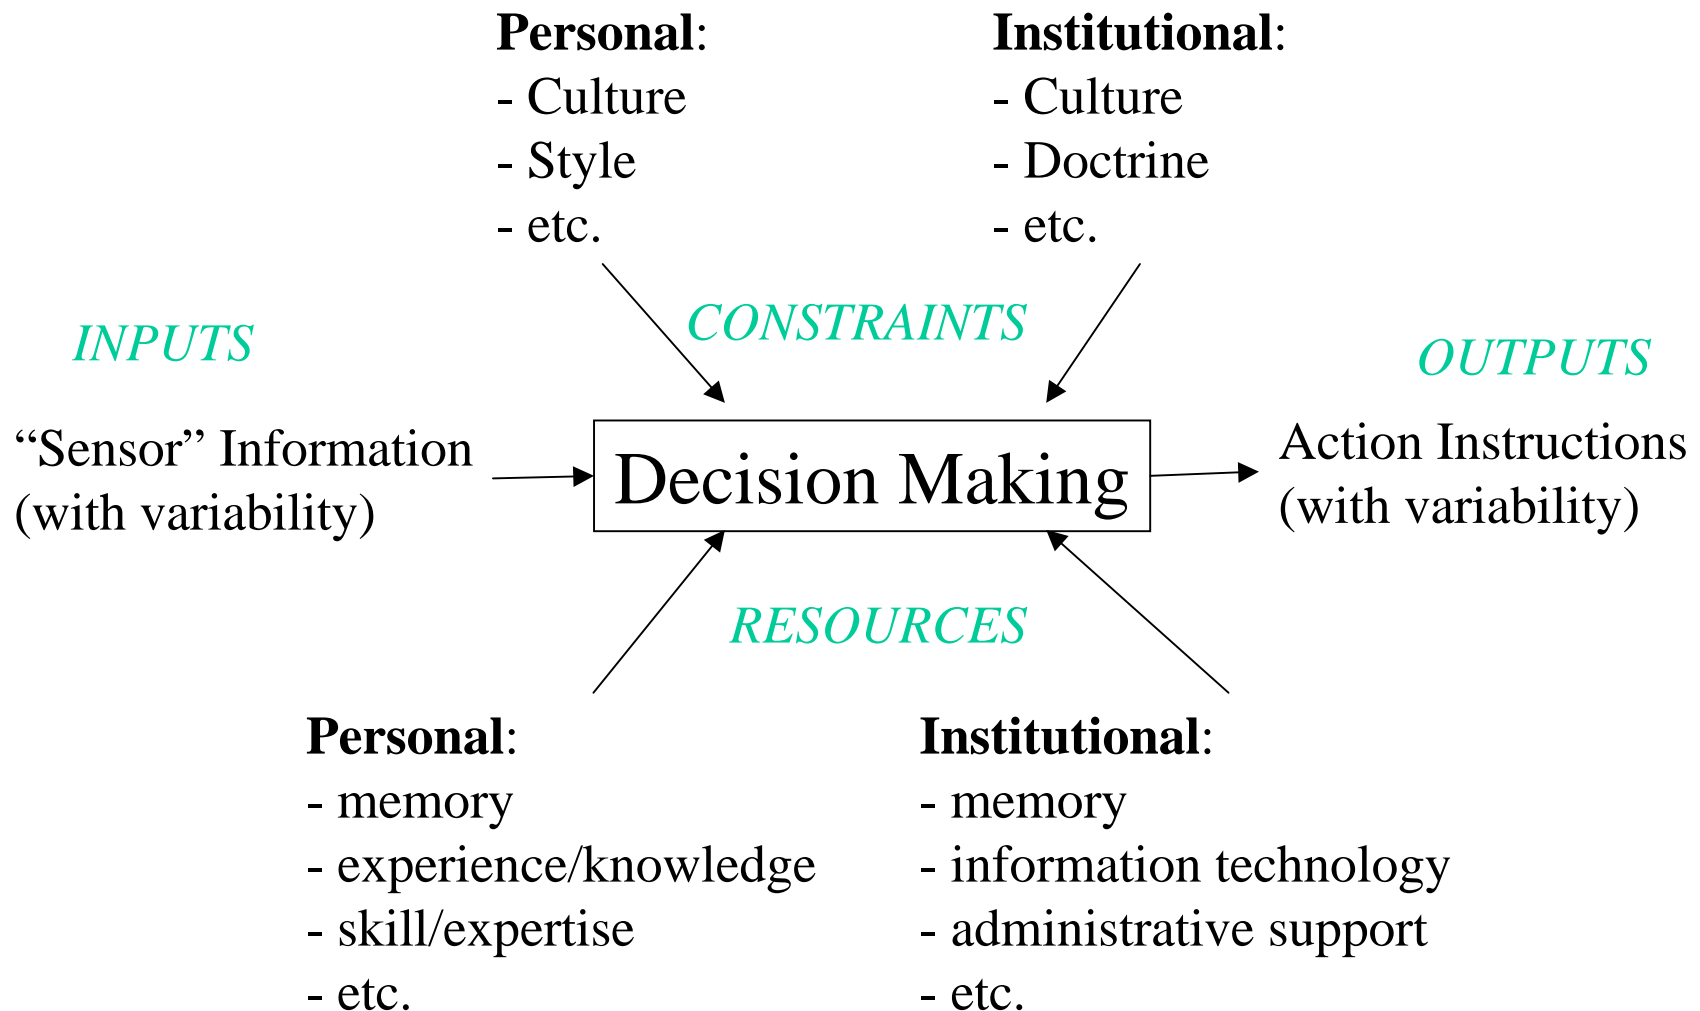 Personal:
- Culture
- Style
- etc.
Institutional:
- Culture
- Doctrine
- etc.
CONSTRAINTS
INPUTS
“Sensor” Information
(with variability)
Decision Making
OUTPUTS
Action Instructions
(with variability)
RESOURCES
Personal:
- memory
- experience/knowledge
- skill/expertise
- etc.
Institutional:
- memory
- information technology
- administrative support
- etc.